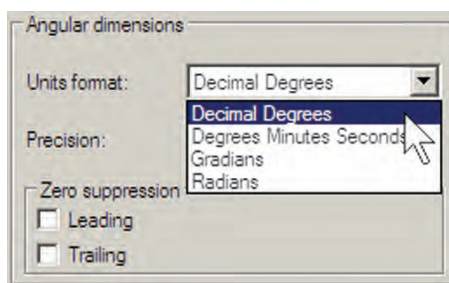 Angular dimensions
Units format: Decimal Degrees
Decimal Degrees
Precision: Degrees Minutes Seconds
Gradians
Radians
Zero suppression
Leading
Trailing